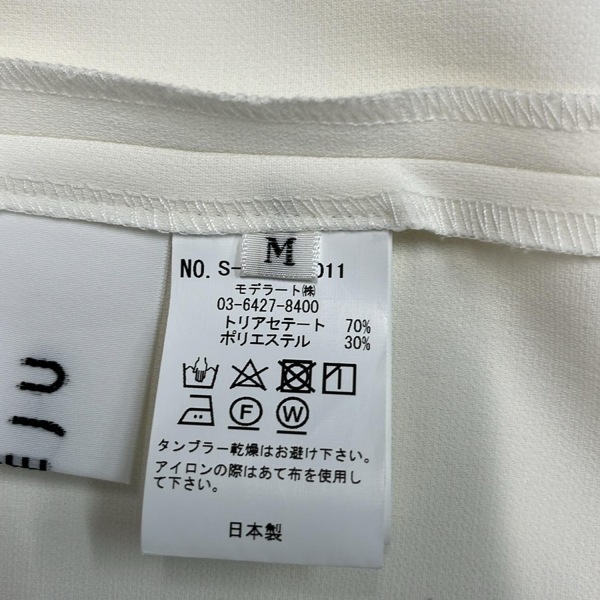 M
NO. S- 011
モデラート㈱
03-6427-8400
トリアセテート 70%
ポリエステル 30%
F W
タンブラー乾燥はお避け下さい。
アイロンの際はあて布を使用し
て下さい。
日本製